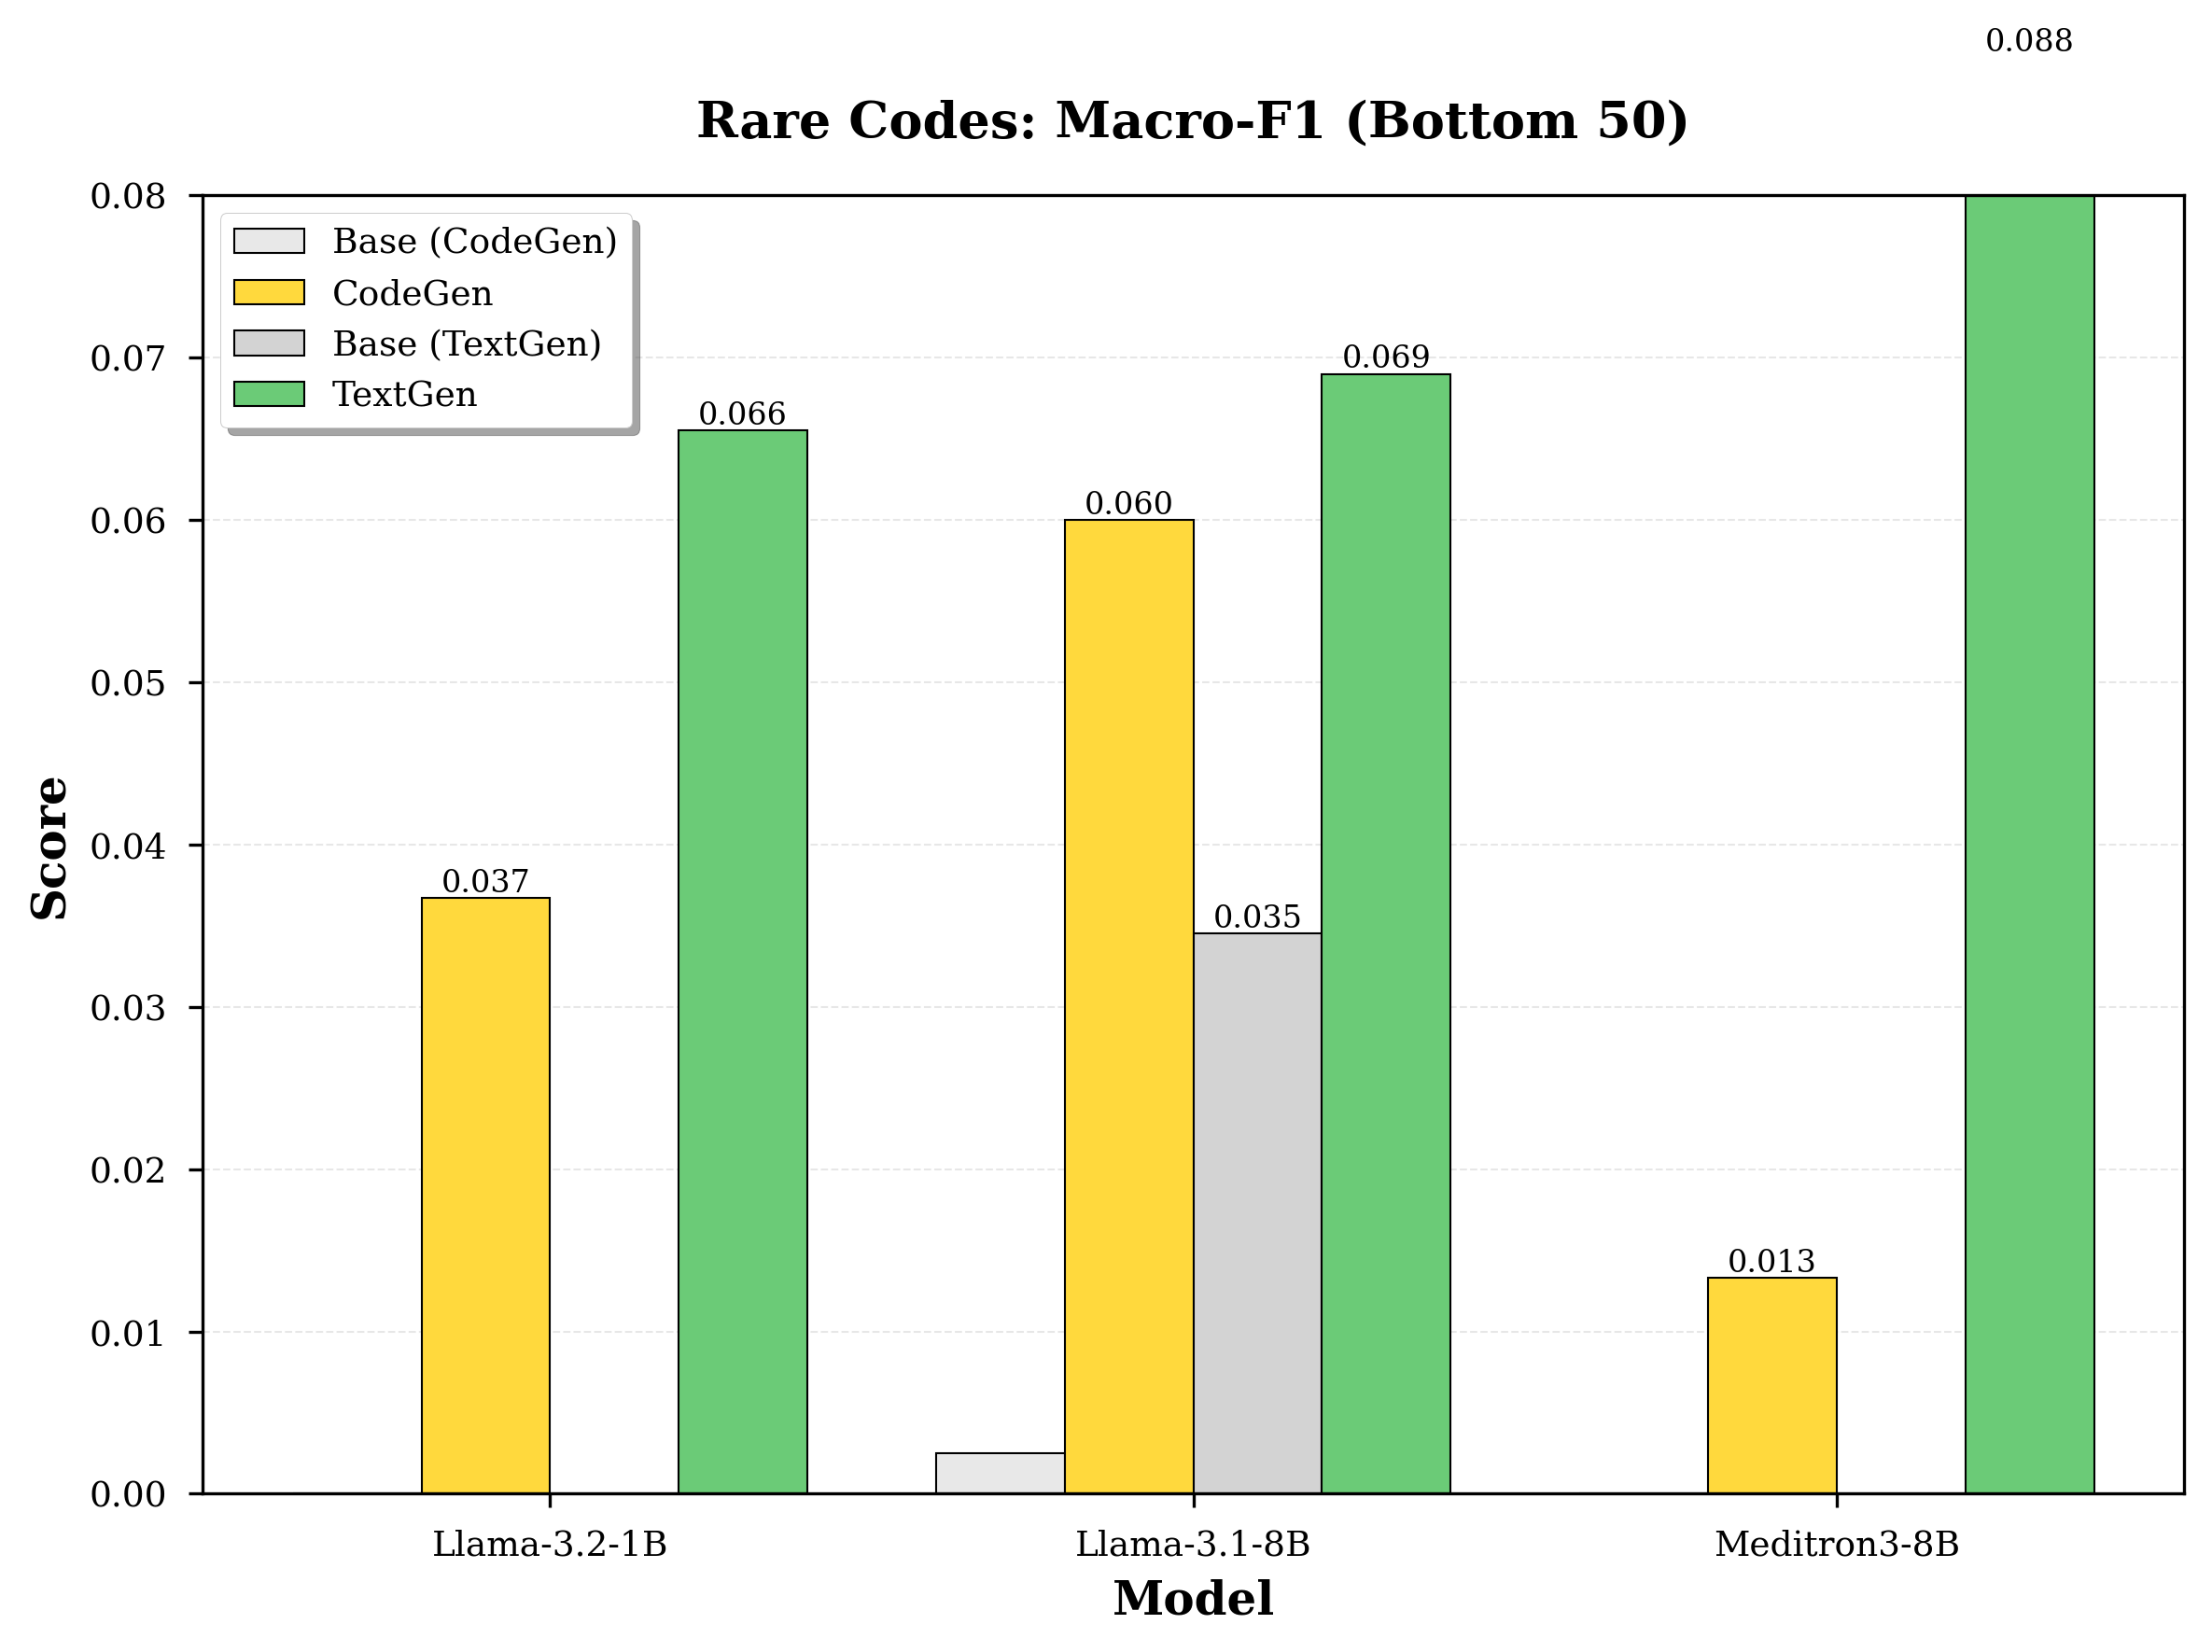 0.088
Rare Codes: Macro-F1 (Bottom 50)
0.08
0.07
0.06
0.05
0.04
0.03
0.02
0.01
0.00
Score
Base (CodeGen)
CodeGen
Base (TextGen)
TextGen
0.037
0.066
0.060
0.035
0.069
0.013
Llama-3.2-1B
Llama-3.1-8B
Meditron3-8B
Model